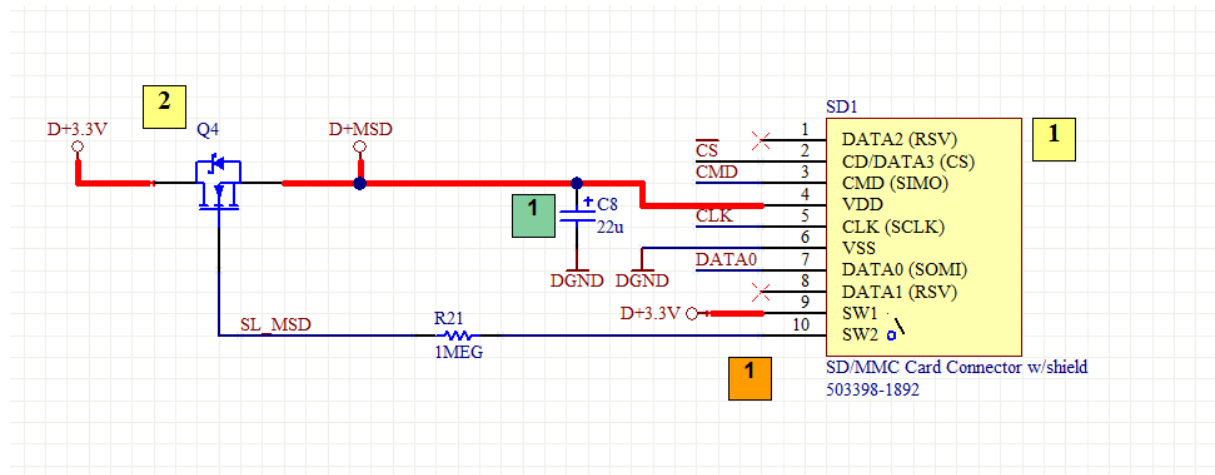 2
D+3.3V
Q4
D+MSD
SD1
1
1
DATA2 (RSV)
CS
2
CD/DATA3 (CS)
CMD
3
CMD (SIMO)
4
VDD
1
C8
22u
CLK
5
CLK (SCLK)
6
VSS
DATA0
7
DATA0 (SOMI)
DGND
DGND
8
DATA1 (RSV)
D+3.3V
9
SW1
SL_MSD
R21
1MEG
10
SW2
1
SD/MMC Card Connector w/shield
503398-1892